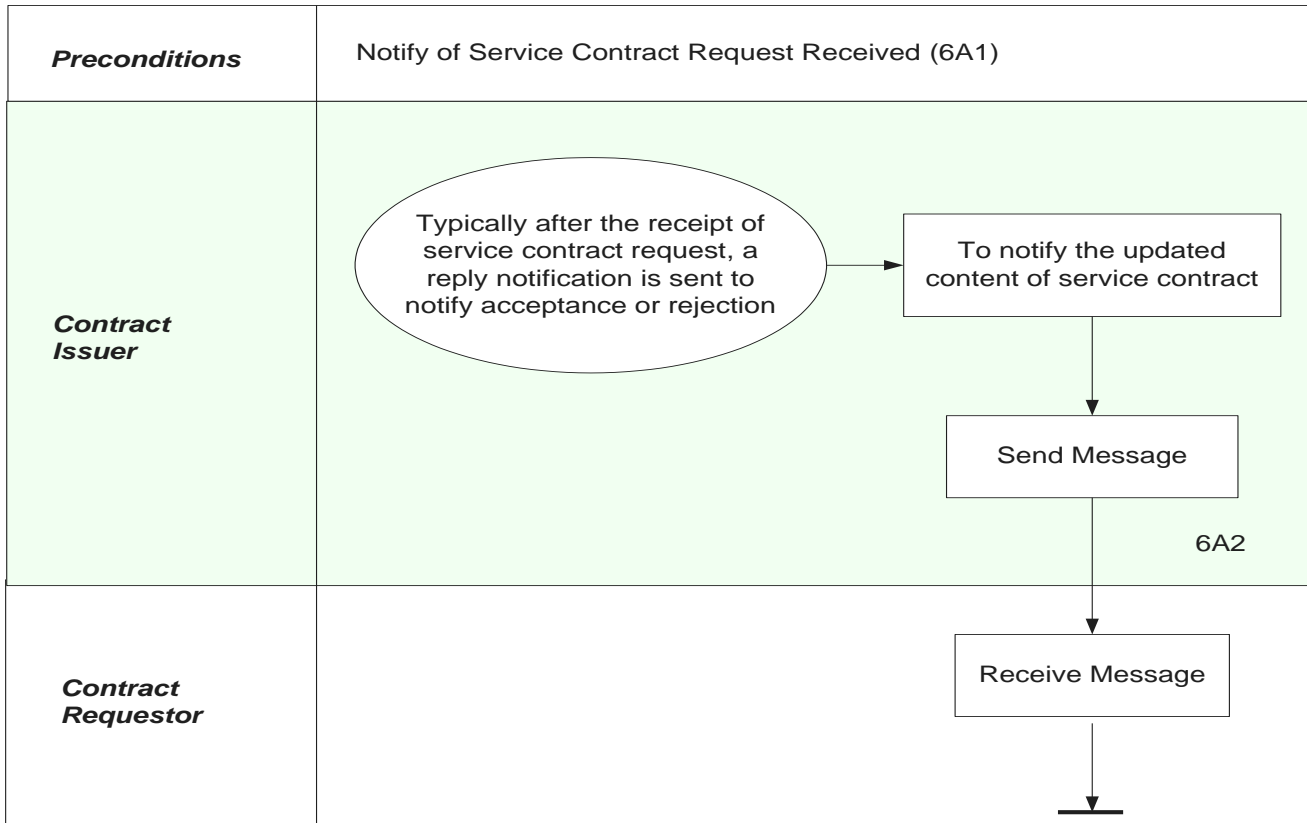 Preconditions
Notify of Service Contract Request Received (6A1)
Contract
Issuer
Typically after the receipt of
service contract request, a
reply notification is sent to
notify acceptance or rejection
To notify the updated
content of service contract
Send Message
6A2
Contract
Requestor
Receive Message